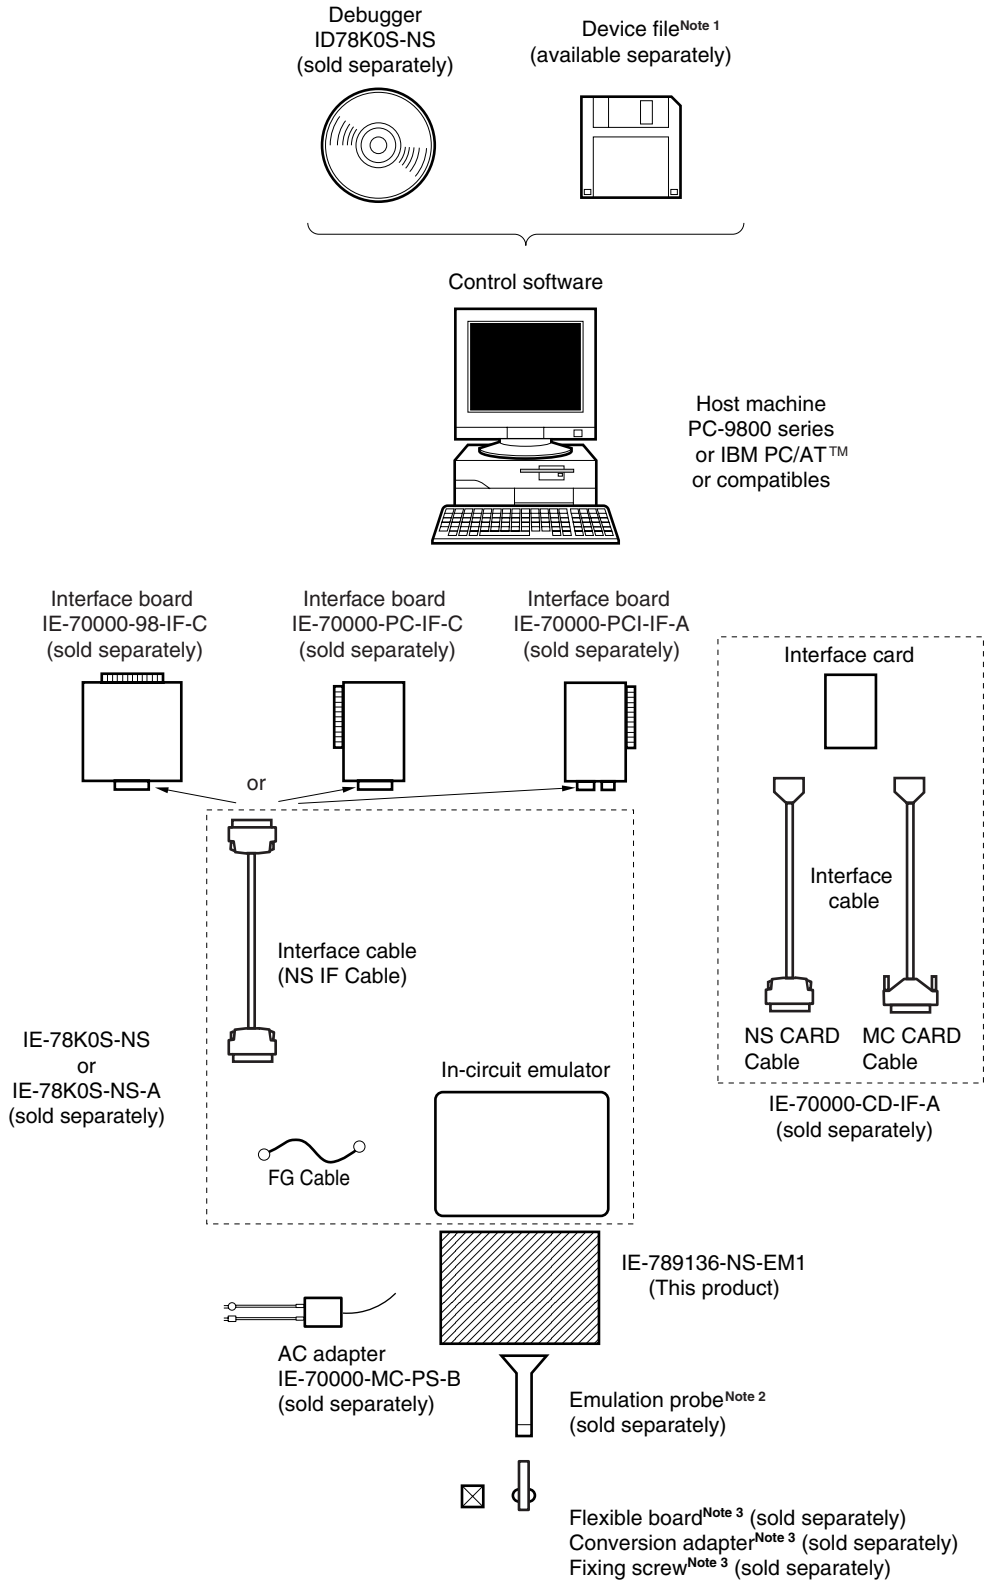 Debugger
ID78K0S-NS
(sold separately)
Device fileNote 1
(available separately)
Control software
Host machine
PC-9800 series
or IBM PC/AT™
or compatibles
Interface board
IE-70000-98-IF-C
(sold separately)
Interface board
IE-70000-PC-IF-C
(sold separately)
Interface board
IE-70000-PCI-IF-A
(sold separately)
Interface card
or
Interface
cable
Interface cable
(NS IF Cable)
NS CARD
Cable
MC CARD
Cable
IE-78K0S-NS
or
IE-78K0S-NS-A
(sold separately)
In-circuit emulator
IE-70000-CD-IF-A
(sold separately)
FG Cable
IE-789136-NS-EM1
(This product)
AC adapter
IE-70000-MC-PS-B
(sold separately)
Emulation probeNote 2
(sold separately)
Flexible boardNote 3 (sold separately)
Conversion adapterNote 3 (sold separately)
Fixing screwNote 3 (sold separately)